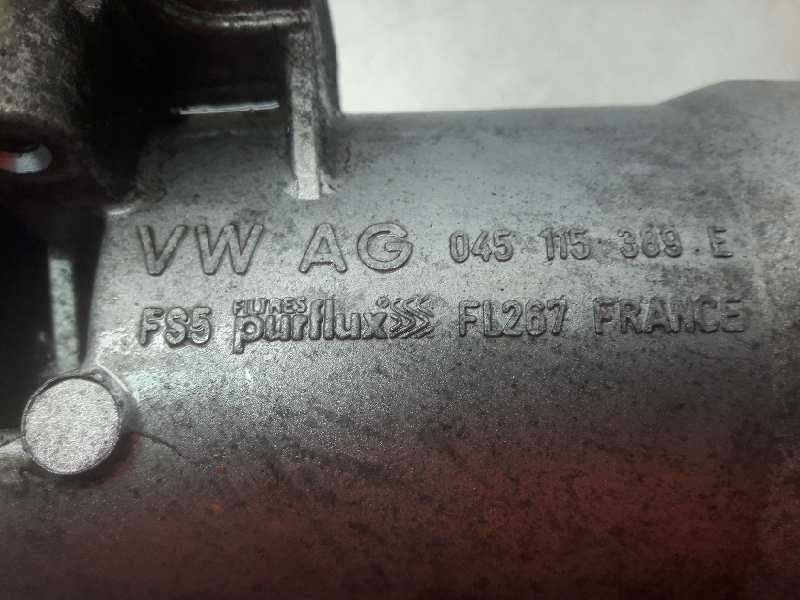 VW AG 045 115 389 E
FS5 FILTRES purflux FL267 FRANCE